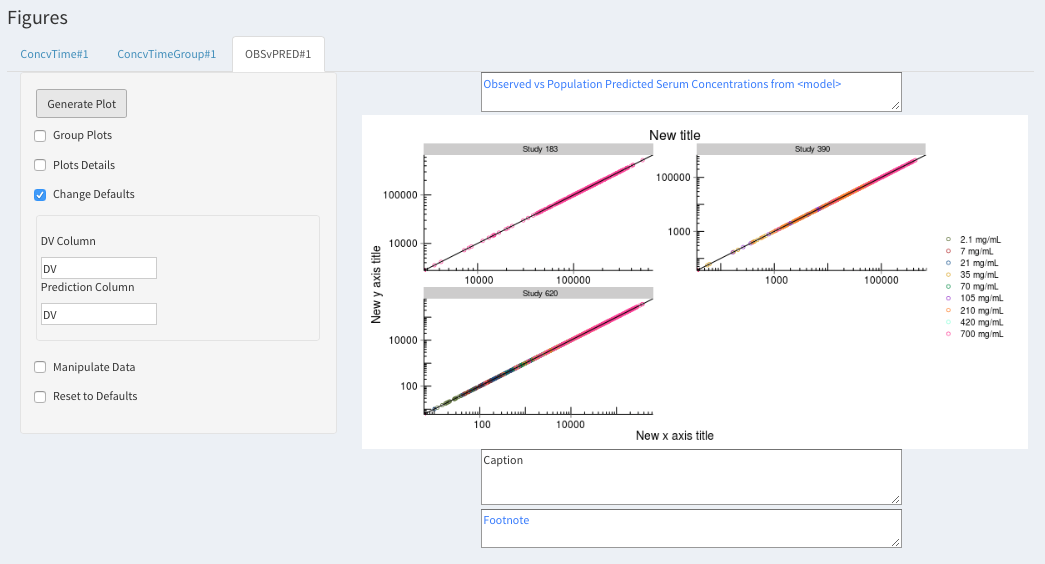 Figures
ConcvTime#1
ConcvTimeGroup#1
OBSvPRED#1
Generate Plot
Group Plots
Plots Details
Change Defaults
DV Column
DV
Prediction Column
DV
Manipulate Data
Reset to Defaults
Observed vs Population Predicted Serum Concentrations from <model>
New title
Study 183
100000
10000
10000
100000
Study 390
100000
1000
1000
100000
Study 620
10000
100
100
10000
New y axis title
New x axis title
2.1 mg/mL
7 mg/mL
21 mg/mL
35 mg/mL
70 mg/mL
105 mg/mL
210 mg/mL
420 mg/mL
700 mg/mL
Caption
Footnote